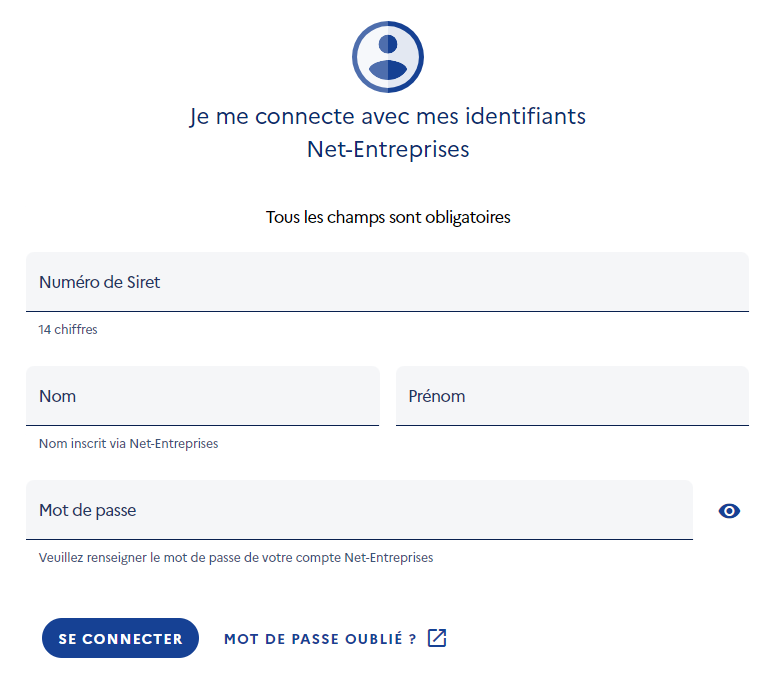 Je me connecte avec mes identifiants
Net-Entreprises
Tous les champs sont obligatoires
Numéro de Siret
14 chiffres
Nom
Prénom
Nom inscrit via Net-Entreprises
Mot de passe
Veuillez renseigner le mot de passe de votre compte Net-Entreprises
SE CONNECTER
MOT DE PASSE OUBLIÉ ?